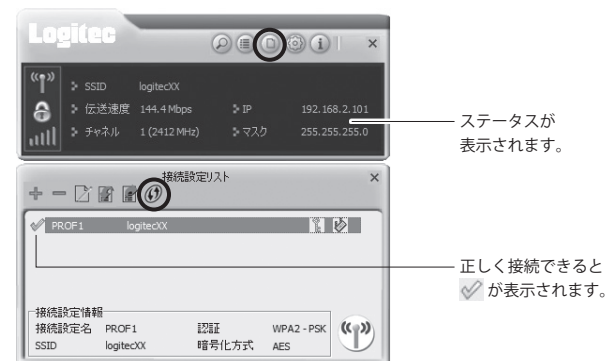 Logitec
SSID logitecXX
伝送速度 144.4 Mbps IP 192.168.2.101
チャネル 1 (2412 MHz) マスク 255.255.255.0
ステータスが
表示されます。
接続設定リスト
PROF1 logitecXX
正しく接続できると
が表示されます。
接続設定情報
接続設定名 PROF1 認証 WPA2 - PSK
SSID logitecXX 暗号化方式 AES